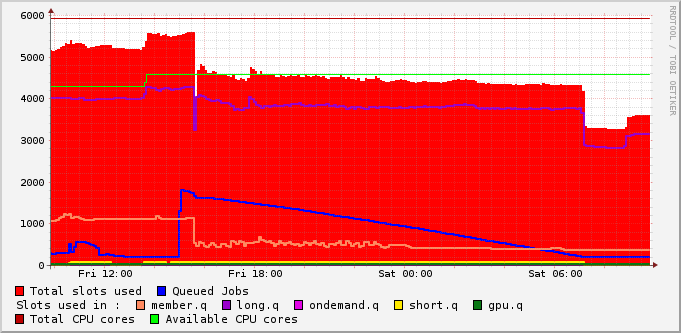 6000
5000
4000
3000
2000
1000
0
Fri 12:00 Fri 18:00 Sat 00:00 Sat 06:00
Total slots used Queued Jobs
Slots used in : member.q long.q ondemand.q short.q gpu.q
Total CPU cores Available CPU cores
RRDTOOL / TOBI OETIKER